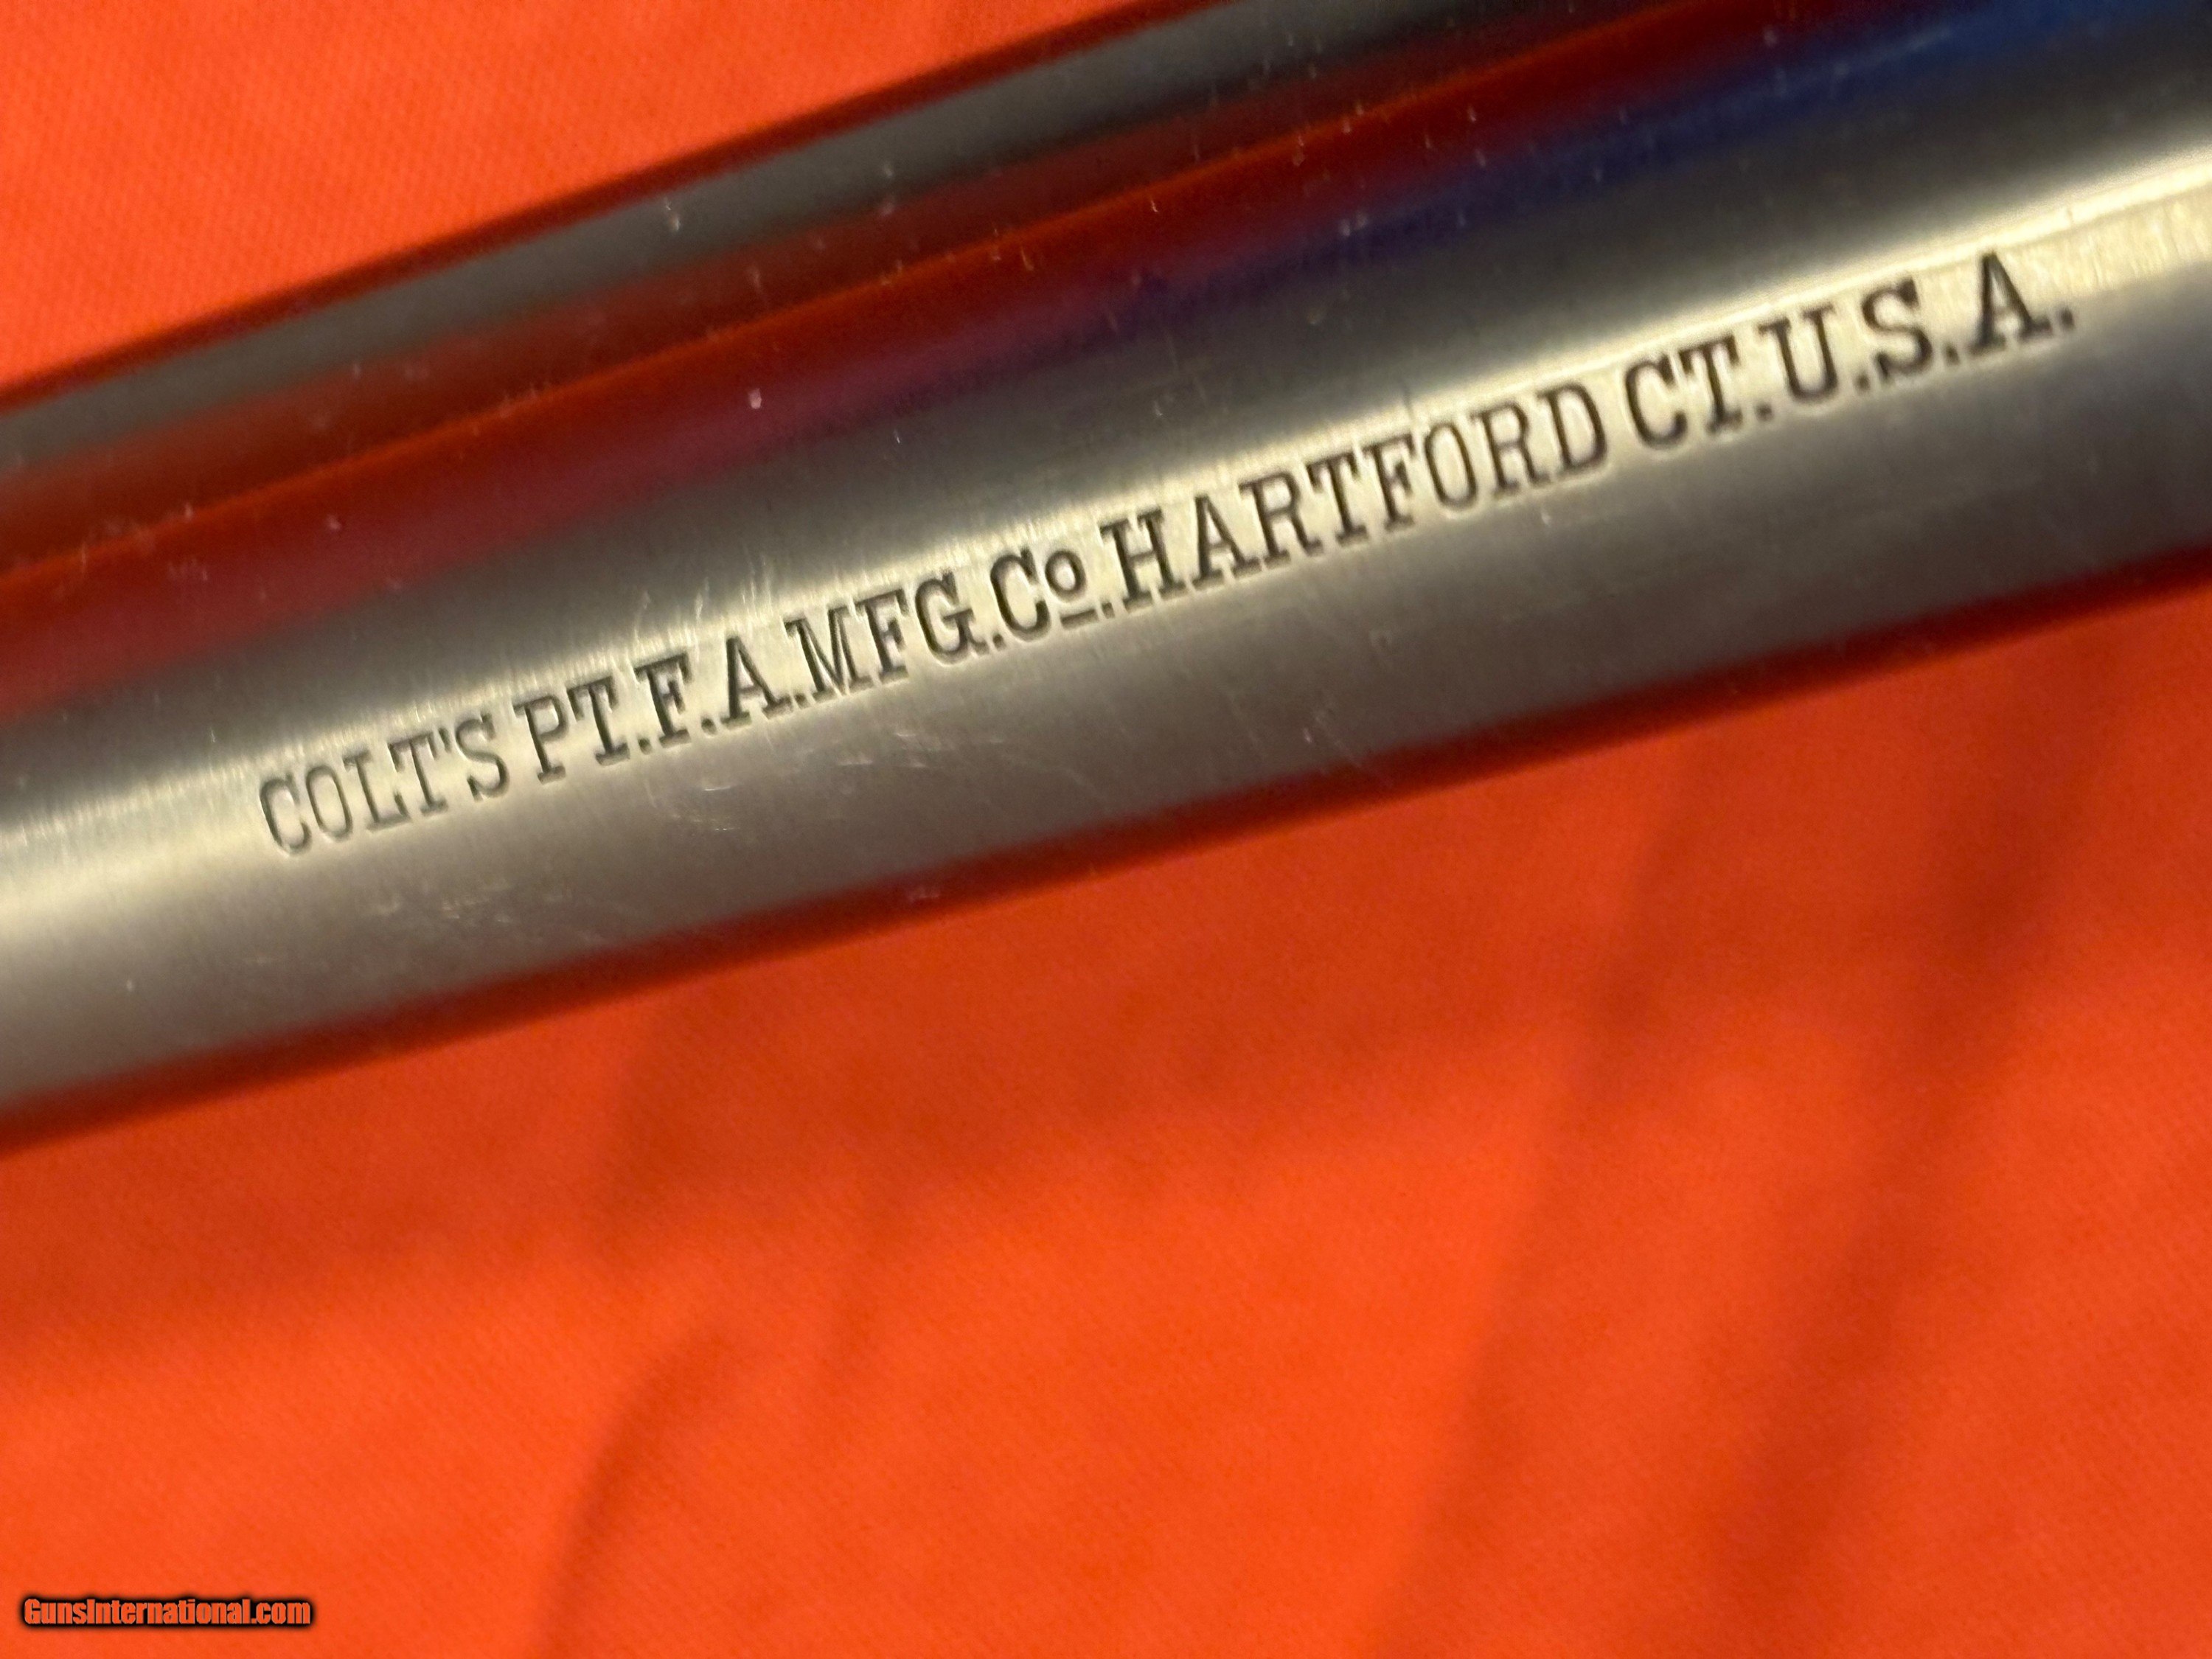 COLT'S PT.F.A.MFG.Co.HARTFORD CT.U.S.A.
GunsInternational.com